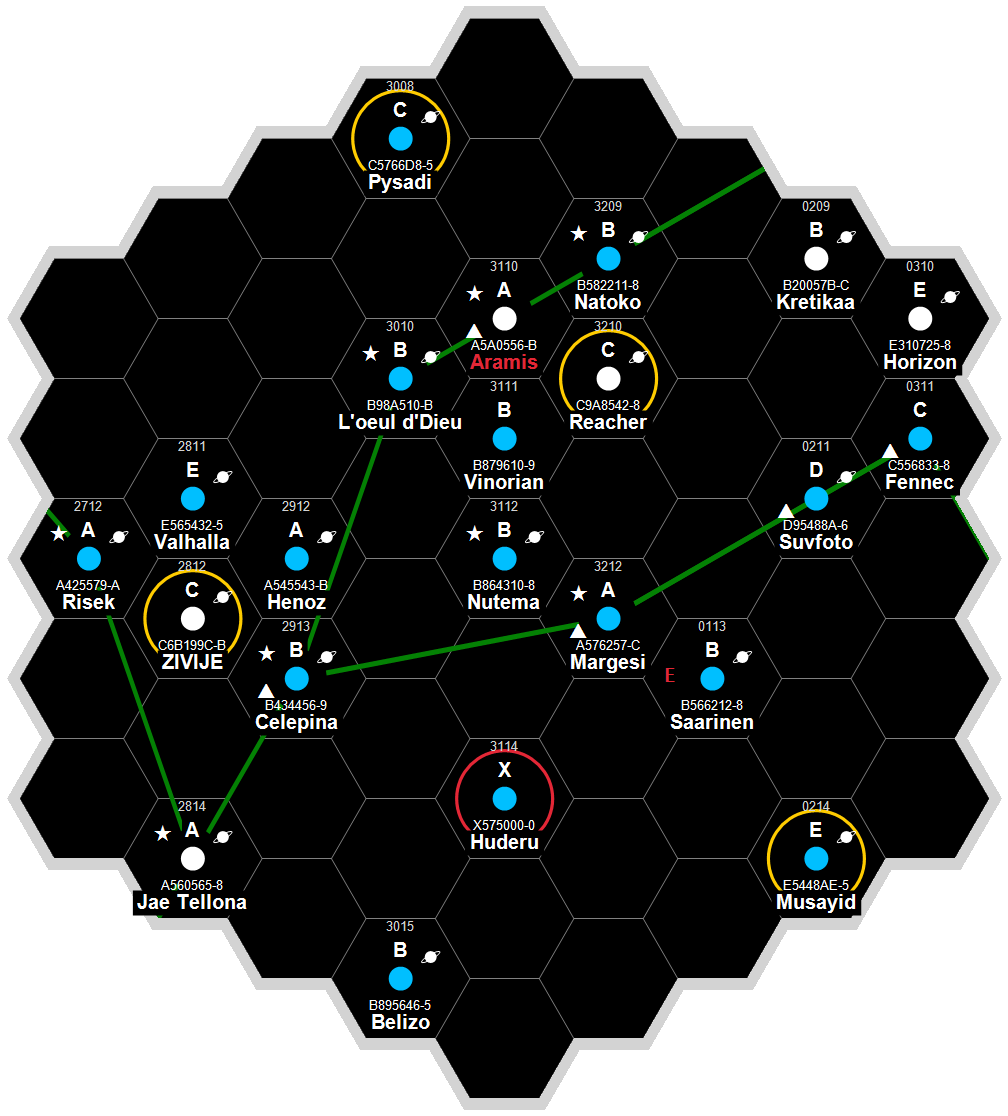 3008
C
C5766D8-5
Pysadi
3209
B
B582211-8
Natoko
0209
B
B20057B-C
Kretikaa
3110
A
A5A0556-B
Aramis
0310
E
E310725-8
Horizon
3010
B
B98A510-B
L'oeul d'Dieu
3210
C
C9A8542-8
Reacher
3111
B
B879610-9
Vinorian
0311
C
C556833-8
Fennec
2811
E
E565432-5
Valhalla
0211
D
D95488A-6
Suvfoto
2712
A
A425579-A
Risek
2912
A
A545543-B
Henoz
3112
B
B864310-8
Nutema
2812
C
C6B199C-B
ZIVIJE
3212
A
A576257-C
Margesi
2913
B
B434456-9
Celepina
0113
B
E
B566212-8
Saarinen
3114
X
X575000-0
Huderu
2814
A
A560565-8
Jae Tellona
0214
E
E5448AE-5
Musayid
3015
B
B895646-5
Belizo